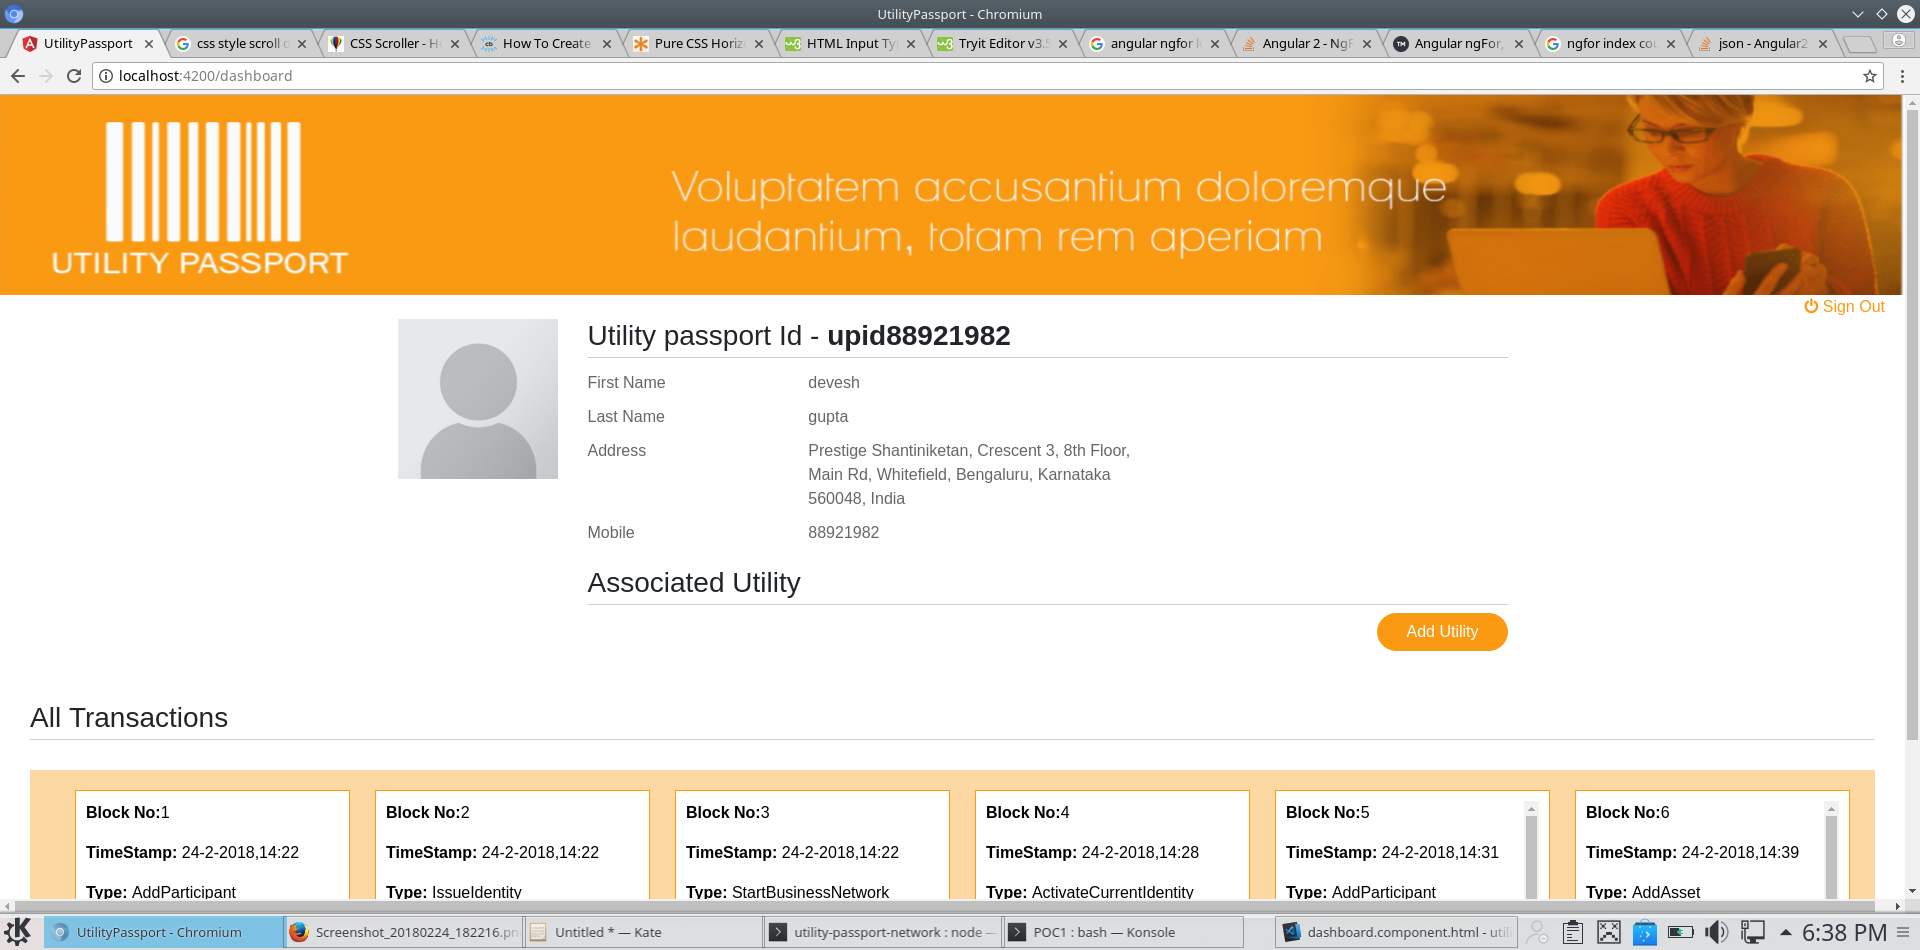 UtilityPassport - Chromium
UtilityPassport
css style scroll
CSS Scroller - H
How To Create
Pure CSS Horiz
HTML Input Ty
Tryit Editor v3.
angular ngfor
Angular 2 - NgF
Angular ngFor,
ngfor index cou
json - Angular2
localhost:4200/dashboard
UTILITY PASSPORT
Voluptatem accusantium doloremque
laudantium, totam rem aperiam
Sign Out
Utility passport Id - upid88921982
First Name devesh
Last Name gupta
Address Prestige Shantiniketan, Crescent 3, 8th Floor,
Main Rd, Whitefield, Bengaluru, Karnataka
560048, India
Mobile 88921982
Associated Utility
Add Utility
All Transactions
Block No:1 Block No:2 Block No:3 Block No:4 Block No:5 Block No:6
TimeStamp: 24-2-2018,14:22 TimeStamp: 24-2-2018,14:22 TimeStamp: 24-2-2018,14:22 TimeStamp: 24-2-2018,14:28 TimeStamp: 24-2-2018,14:31 TimeStamp: 24-2-2018,14:39
Type: AddParticipant Type: IssueIdentity Type: StartBusinessNetwork Type: ActivateCurrentIdentity Type: AddParticipant Type: AddAsset
UtilityPassport - Chromium
Screenshot_20180224_182216.pn
Untitled * — Kate
utility-passport-network : node —
POC1 : bash — Konsole
dashboard.component.html - util
6:38 PM